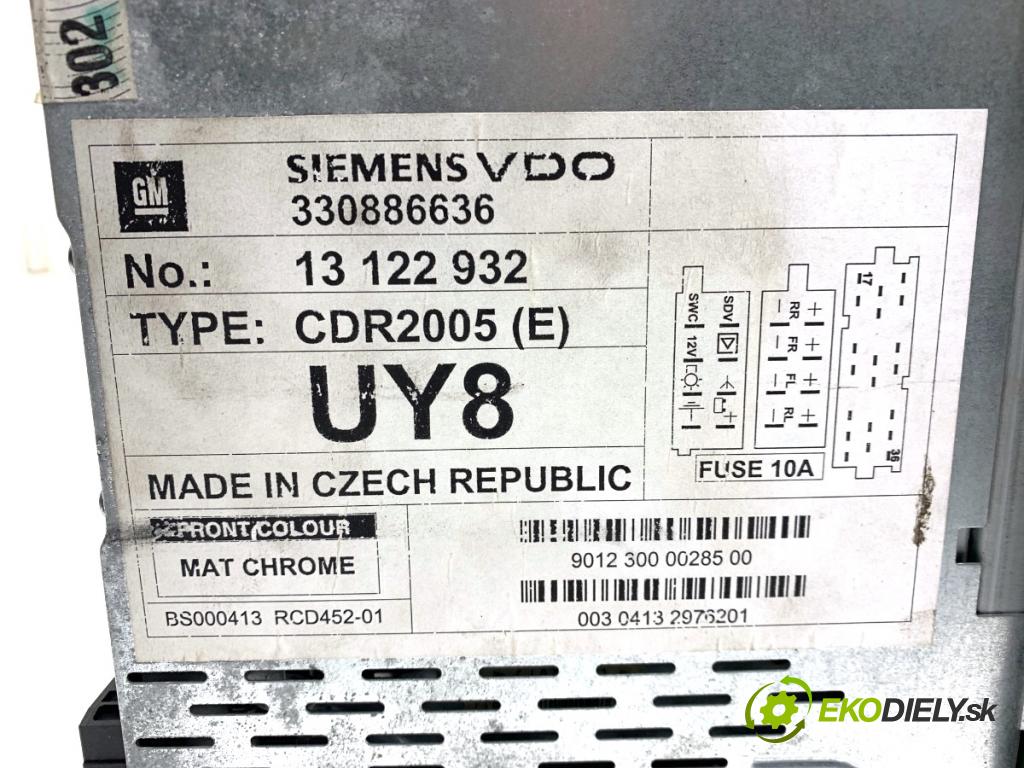 302
GM
SIEMENS VDO
330886636
No.: 13 122 932
TYPE: CDR2005 (E)
UY8
MADE IN CZECH REPUBLIC
FRONT COLOUR
MAT CHROME
BS000413 RCD452-01
SWC 12V
SDV
+
- RR +
- FR +
- FL +
- RL +
17
36
FUSE 10A
9012 300 00285 00
003 0413 2976201
EKODIELY.sk